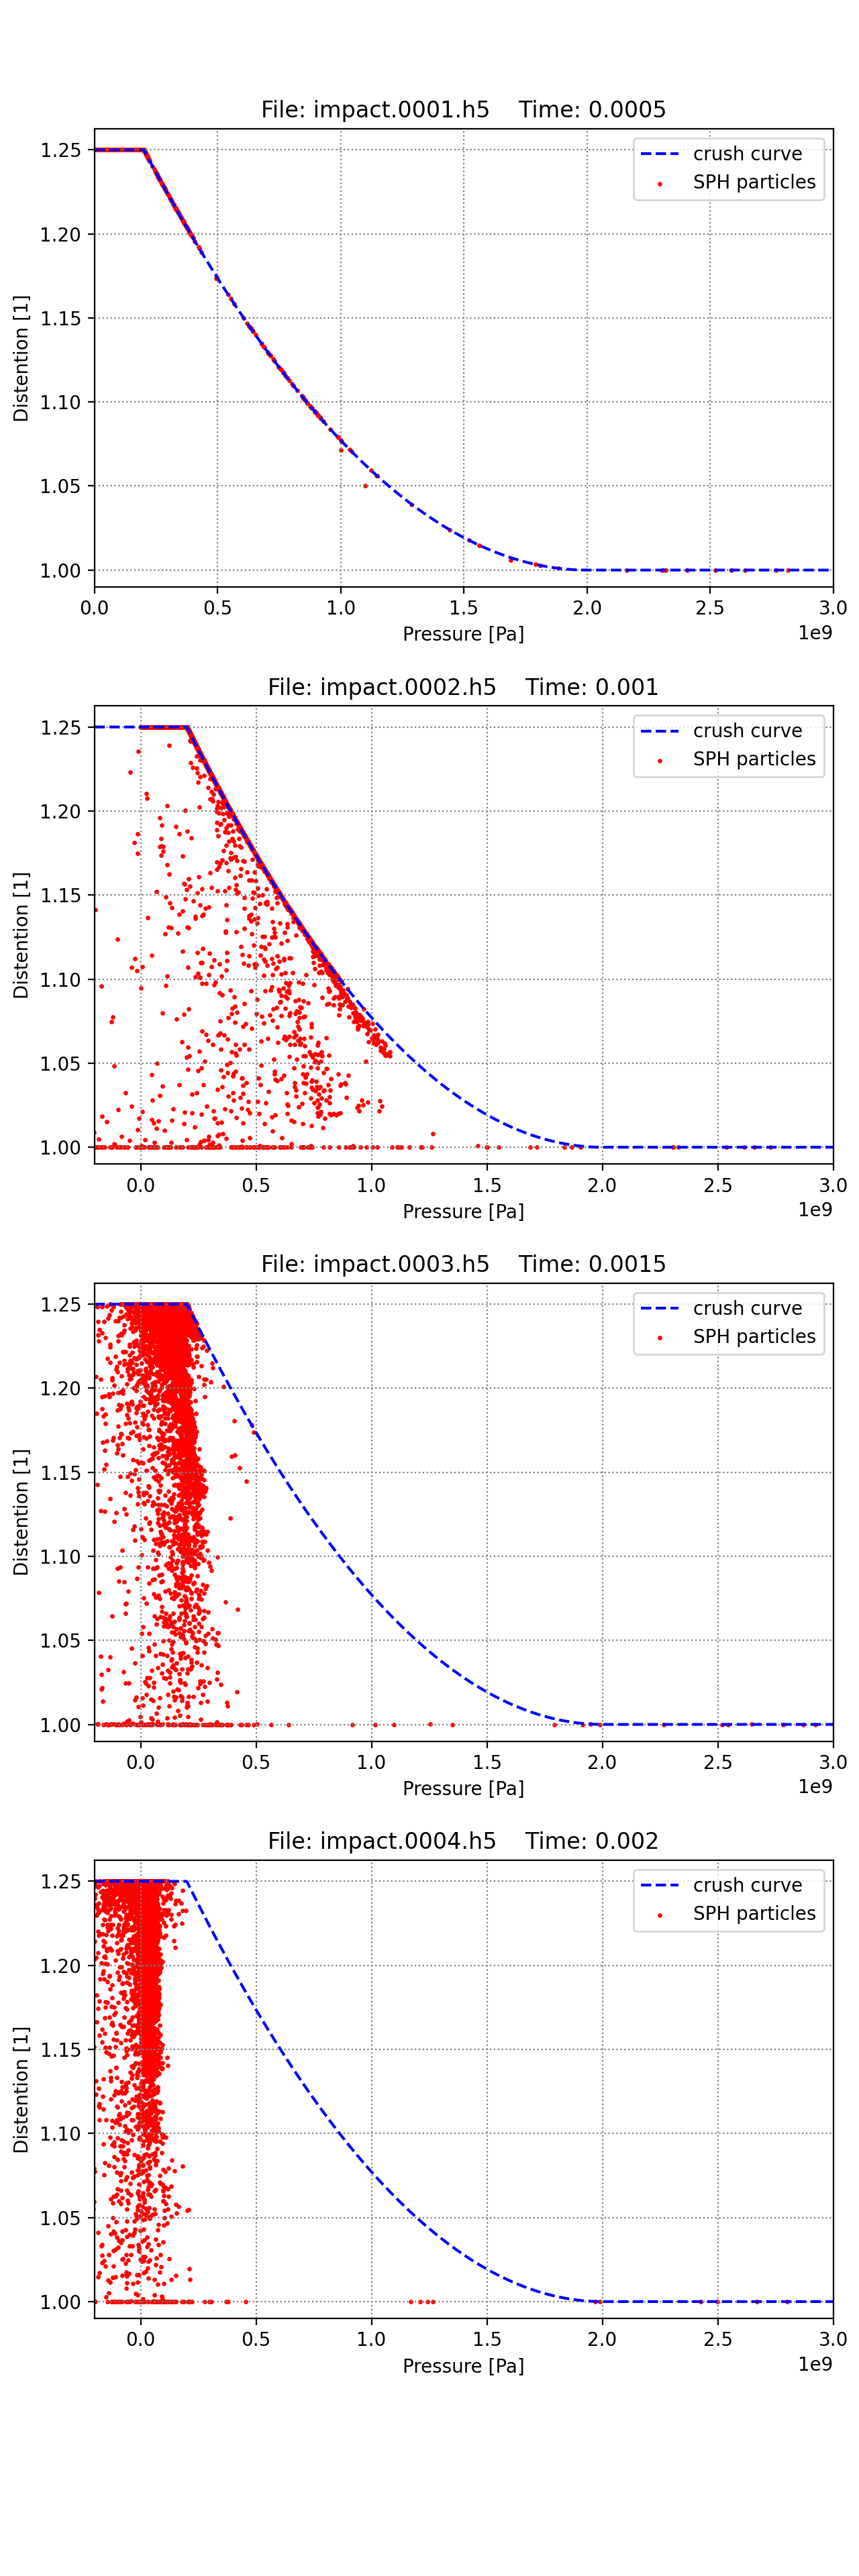 File: impact.0001.h5    Time: 0.0005
crush curve
SPH particles
Distention [1]
1.25
1.20
1.15
1.10
1.05
1.00
0.0 0.5 1.0 1.5 2.0 2.5 3.0
Pressure [Pa]
1e9
File: impact.0002.h5    Time: 0.001
crush curve
SPH particles
Distention [1]
1.25
1.20
1.15
1.10
1.05
1.00
0.0 0.5 1.0 1.5 2.0 2.5 3.0
Pressure [Pa]
1e9
File: impact.0003.h5    Time: 0.0015
crush curve
SPH particles
Distention [1]
1.25
1.20
1.15
1.10
1.05
1.00
0.0 0.5 1.0 1.5 2.0 2.5 3.0
Pressure [Pa]
1e9
File: impact.0004.h5    Time: 0.002
crush curve
SPH particles
Distention [1]
1.25
1.20
1.15
1.10
1.05
1.00
0.0 0.5 1.0 1.5 2.0 2.5 3.0
Pressure [Pa]
1e9